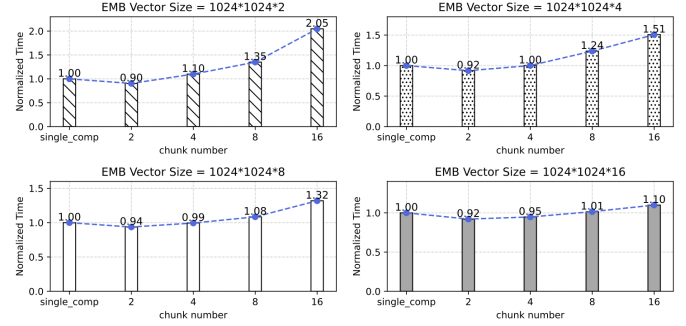 EMB Vector Size = 1024*1024*2
Normalized Time
2.0
1.5
1.0
0.5
0.0
1.00
0.90
1.10
1.35
2.05
single_comp 2 4 8 16
chunk number
EMB Vector Size = 1024*1024*4
Normalized Time
1.5
1.0
0.5
0.0
1.00
0.92
1.00
1.24
1.51
single_comp 2 4 8 16
chunk number
EMB Vector Size = 1024*1024*8
Normalized Time
1.5
1.0
0.5
0.0
1.00
0.94
0.99
1.08
1.32
single_comp 2 4 8 16
chunk number
EMB Vector Size = 1024*1024*16
Normalized Time
1.0
0.5
0.0
1.00
0.92
0.95
1.01
1.10
single_comp 2 4 8 16
chunk number